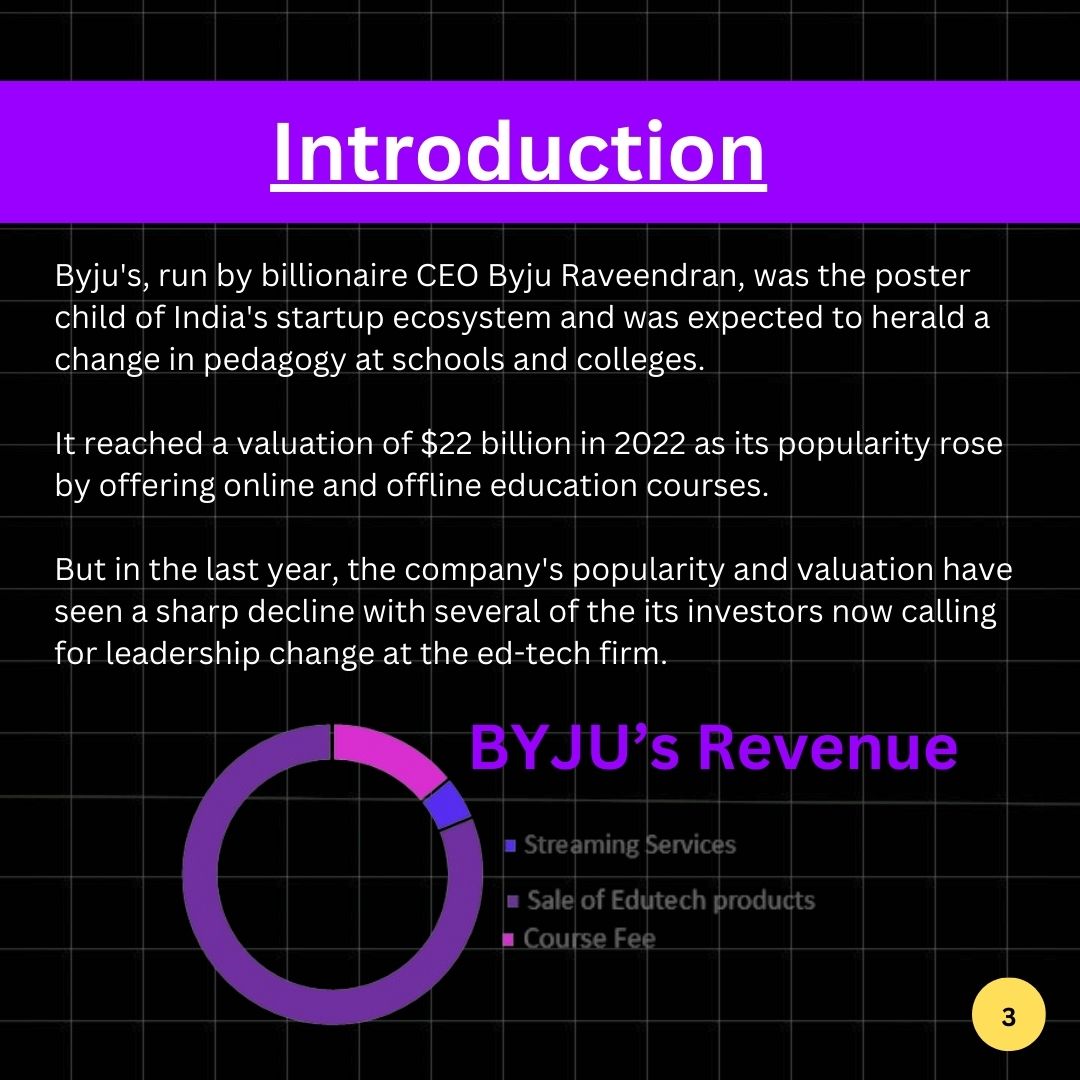 Introduction
Byju's, run by billionaire CEO Byju Raveendran, was the poster
child of India's startup ecosystem and was expected to herald a
change in pedagogy at schools and colleges.
It reached a valuation of $22 billion in 2022 as its popularity rose
by offering online and offline education courses.
But in the last year, the company's popularity and valuation have
seen a sharp decline with several of the its investors now calling
for leadership change at the ed-tech firm.
BYJU’s Revenue
Streaming Services
Sale of Edutech products
Course Fee
3